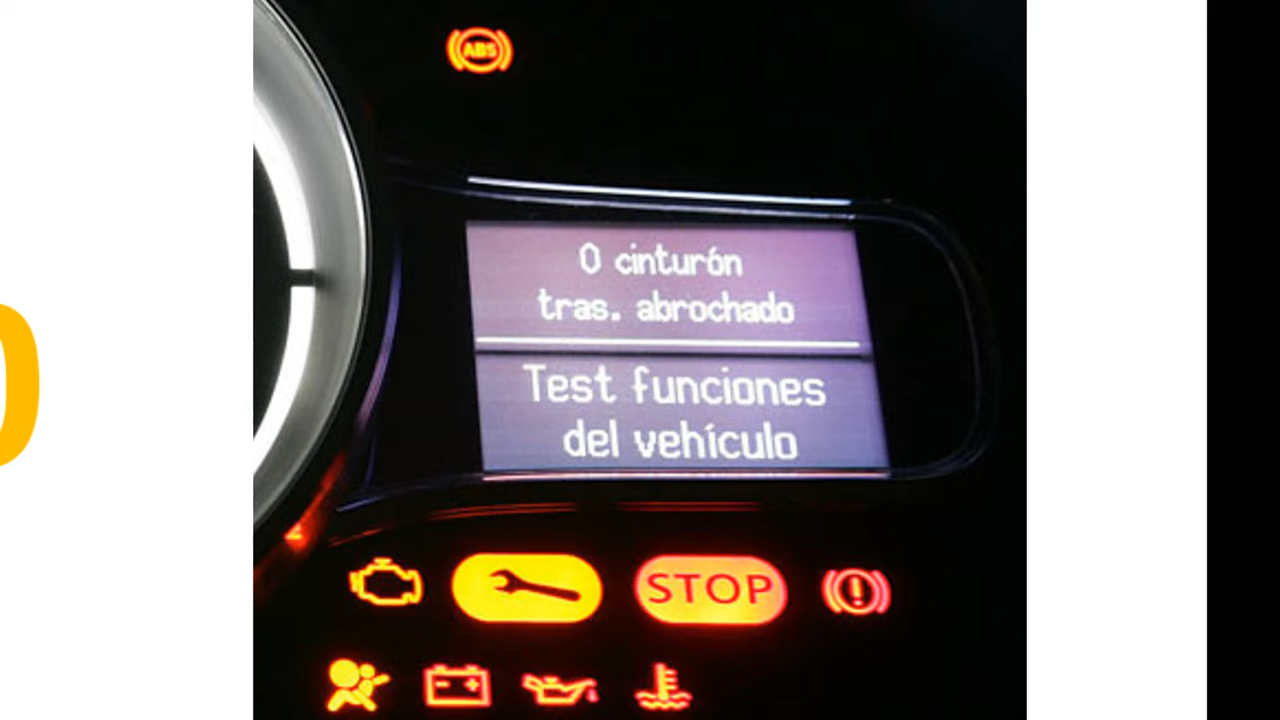 ABS
0 cinturón
tras. abrochado
Test funciones
del vehículo
STOP